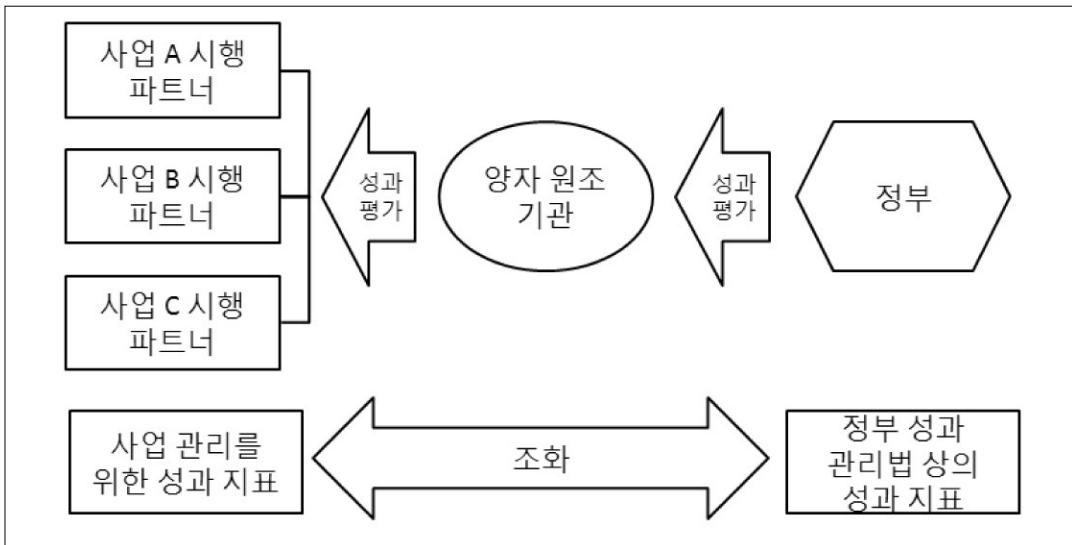 사업 A 시행
파트너
사업 B 시행
파트너
사업 C 시행
파트너
성과
평가
양자 원조
기관
성과
평가
정부
사업 관리를
위한 성과 지표
조화
정부 성과
관리법 상의
성과 지표